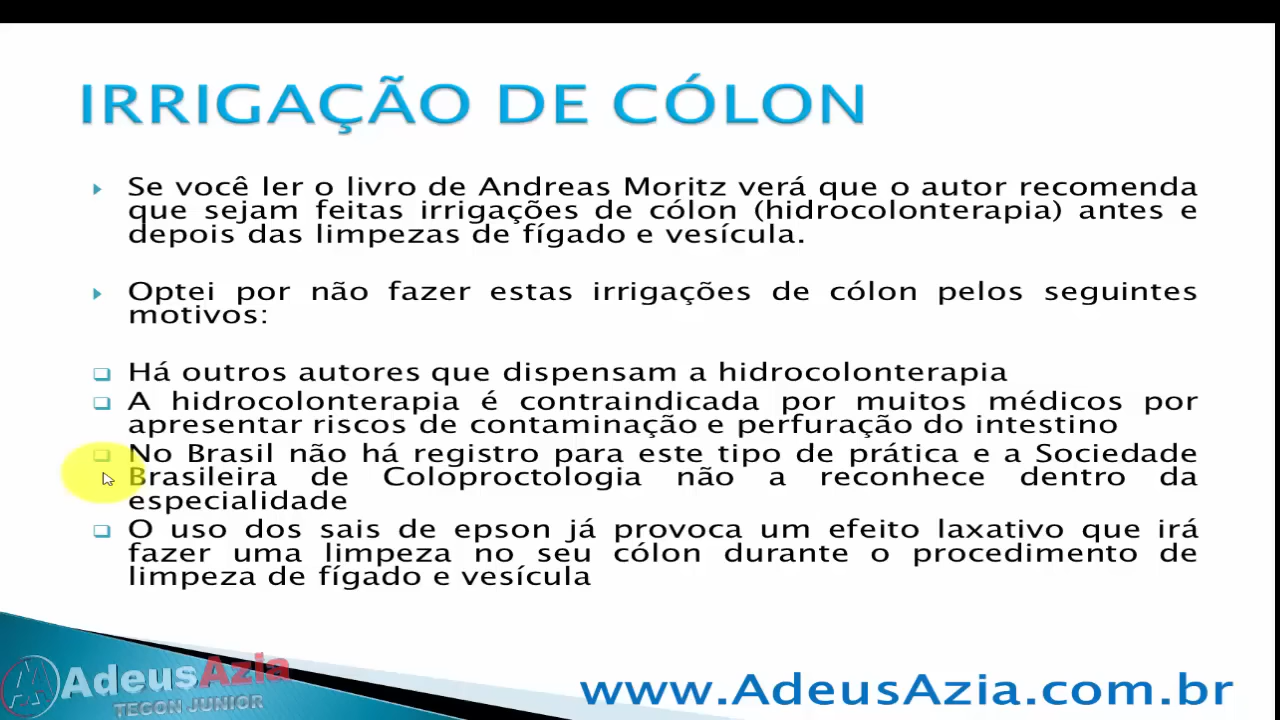 IRRIGAÇÃO DE CÓLON
Se você ler o livro de Andreas Moritz verá que o autor recomenda
que sejam feitas irrigações de cólon (hidrocolonterapia) antes e
depois das limpezas de fígado e vesícula.
Optei por não fazer estas irrigações de cólon pelos seguintes
motivos:
Há outros autores que dispensam a hidrocolonterapia
A hidrocolonterapia é contraindicada por muitos médicos por
apresentar riscos de contaminação e perfuração do intestino
No Brasil não há registro para este tipo de prática e a Sociedade
Brasileira de Coloproctologia não a reconhece dentro da
especialidade
O uso dos sais de epson já provoca um efeito laxativo que irá
fazer uma limpeza no seu cólon durante o procedimento de
limpeza de fígado e vesícula
AdeusAzia
TECON JUNIOR
www.AdeusAzia.com.br